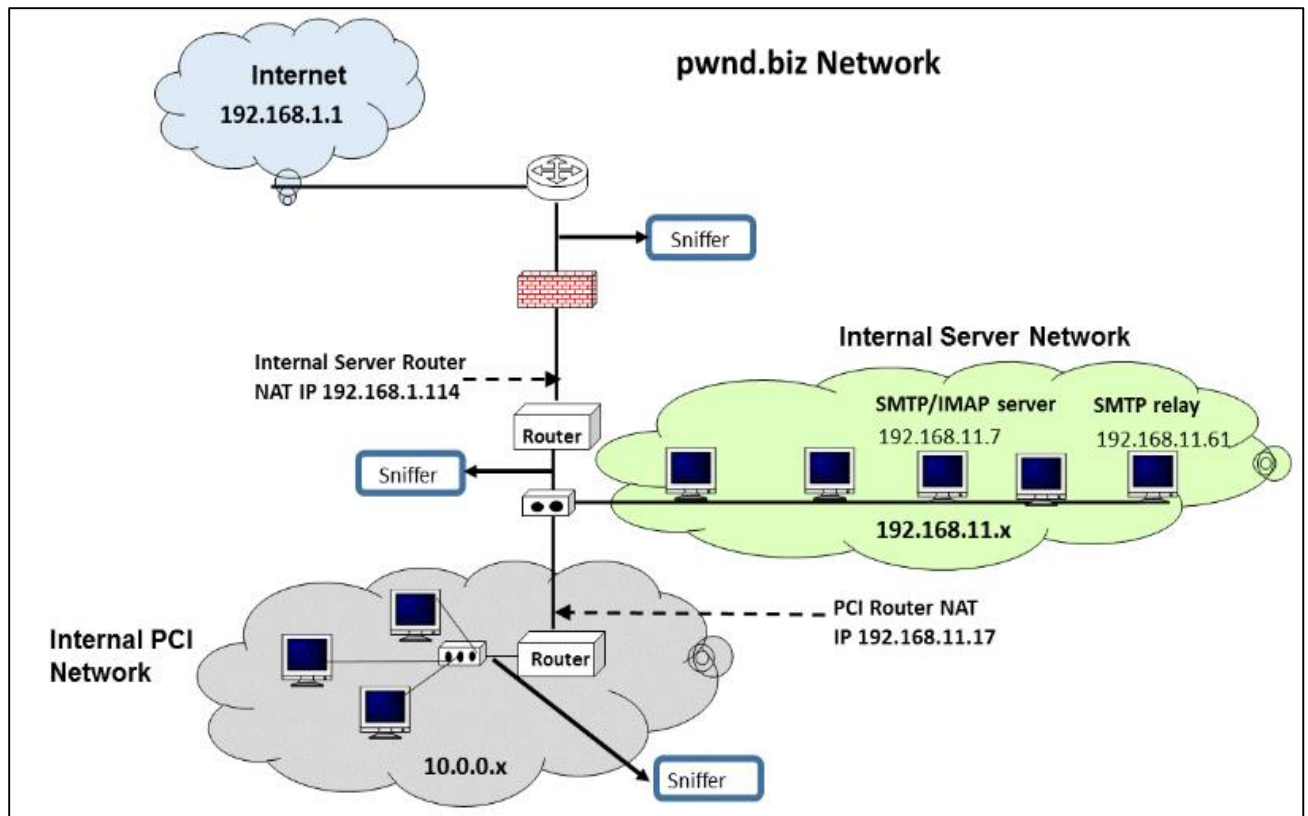 pwnd.biz Network
Internet
192.168.1.1
Sniffer
Internal Server Network
Internal Server Router
NAT IP 192.168.1.114
SMTP/IMAP server
192.168.11.7
SMTP relay
192.168.11.61
Router
Sniffer
192.168.11.x
PCI Router NAT
IP 192.168.11.17
Internal PCI
Network
Router
10.0.0.x
Sniffer